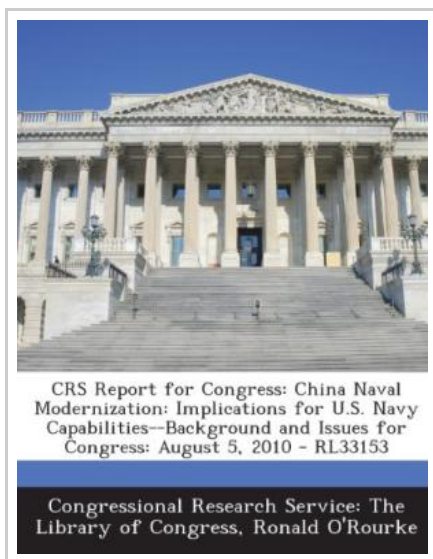 CRS Report for Congress: China Naval
Modernization: Implications for U.S. Navy
Capabilities--Background and Issues for
Congress: August 5, 2010 - RL33153
Congressional Research Service: The
Library of Congress, Ronald O'Rourke